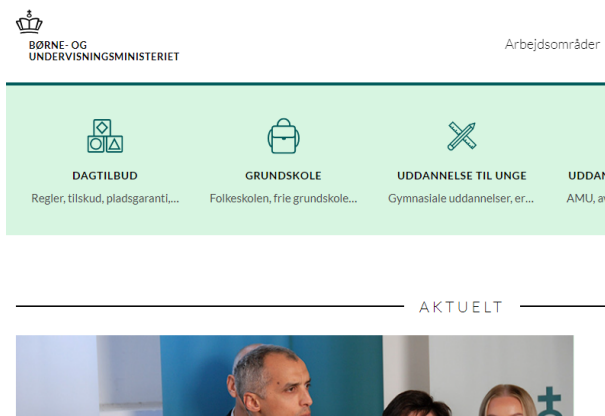 BØRNE- OG
UNDERVISNINGSMINISTERIET
Arbejdsområder
DAGTILBUD
Regler, tilskud, pladsgaranti,...
GRUNDSKOLE
Folkeskolen, frie grundskole...
UDDANNELSE TIL UNGE
Gymnasiale uddannelser, er...
AMU,
AKTUELT